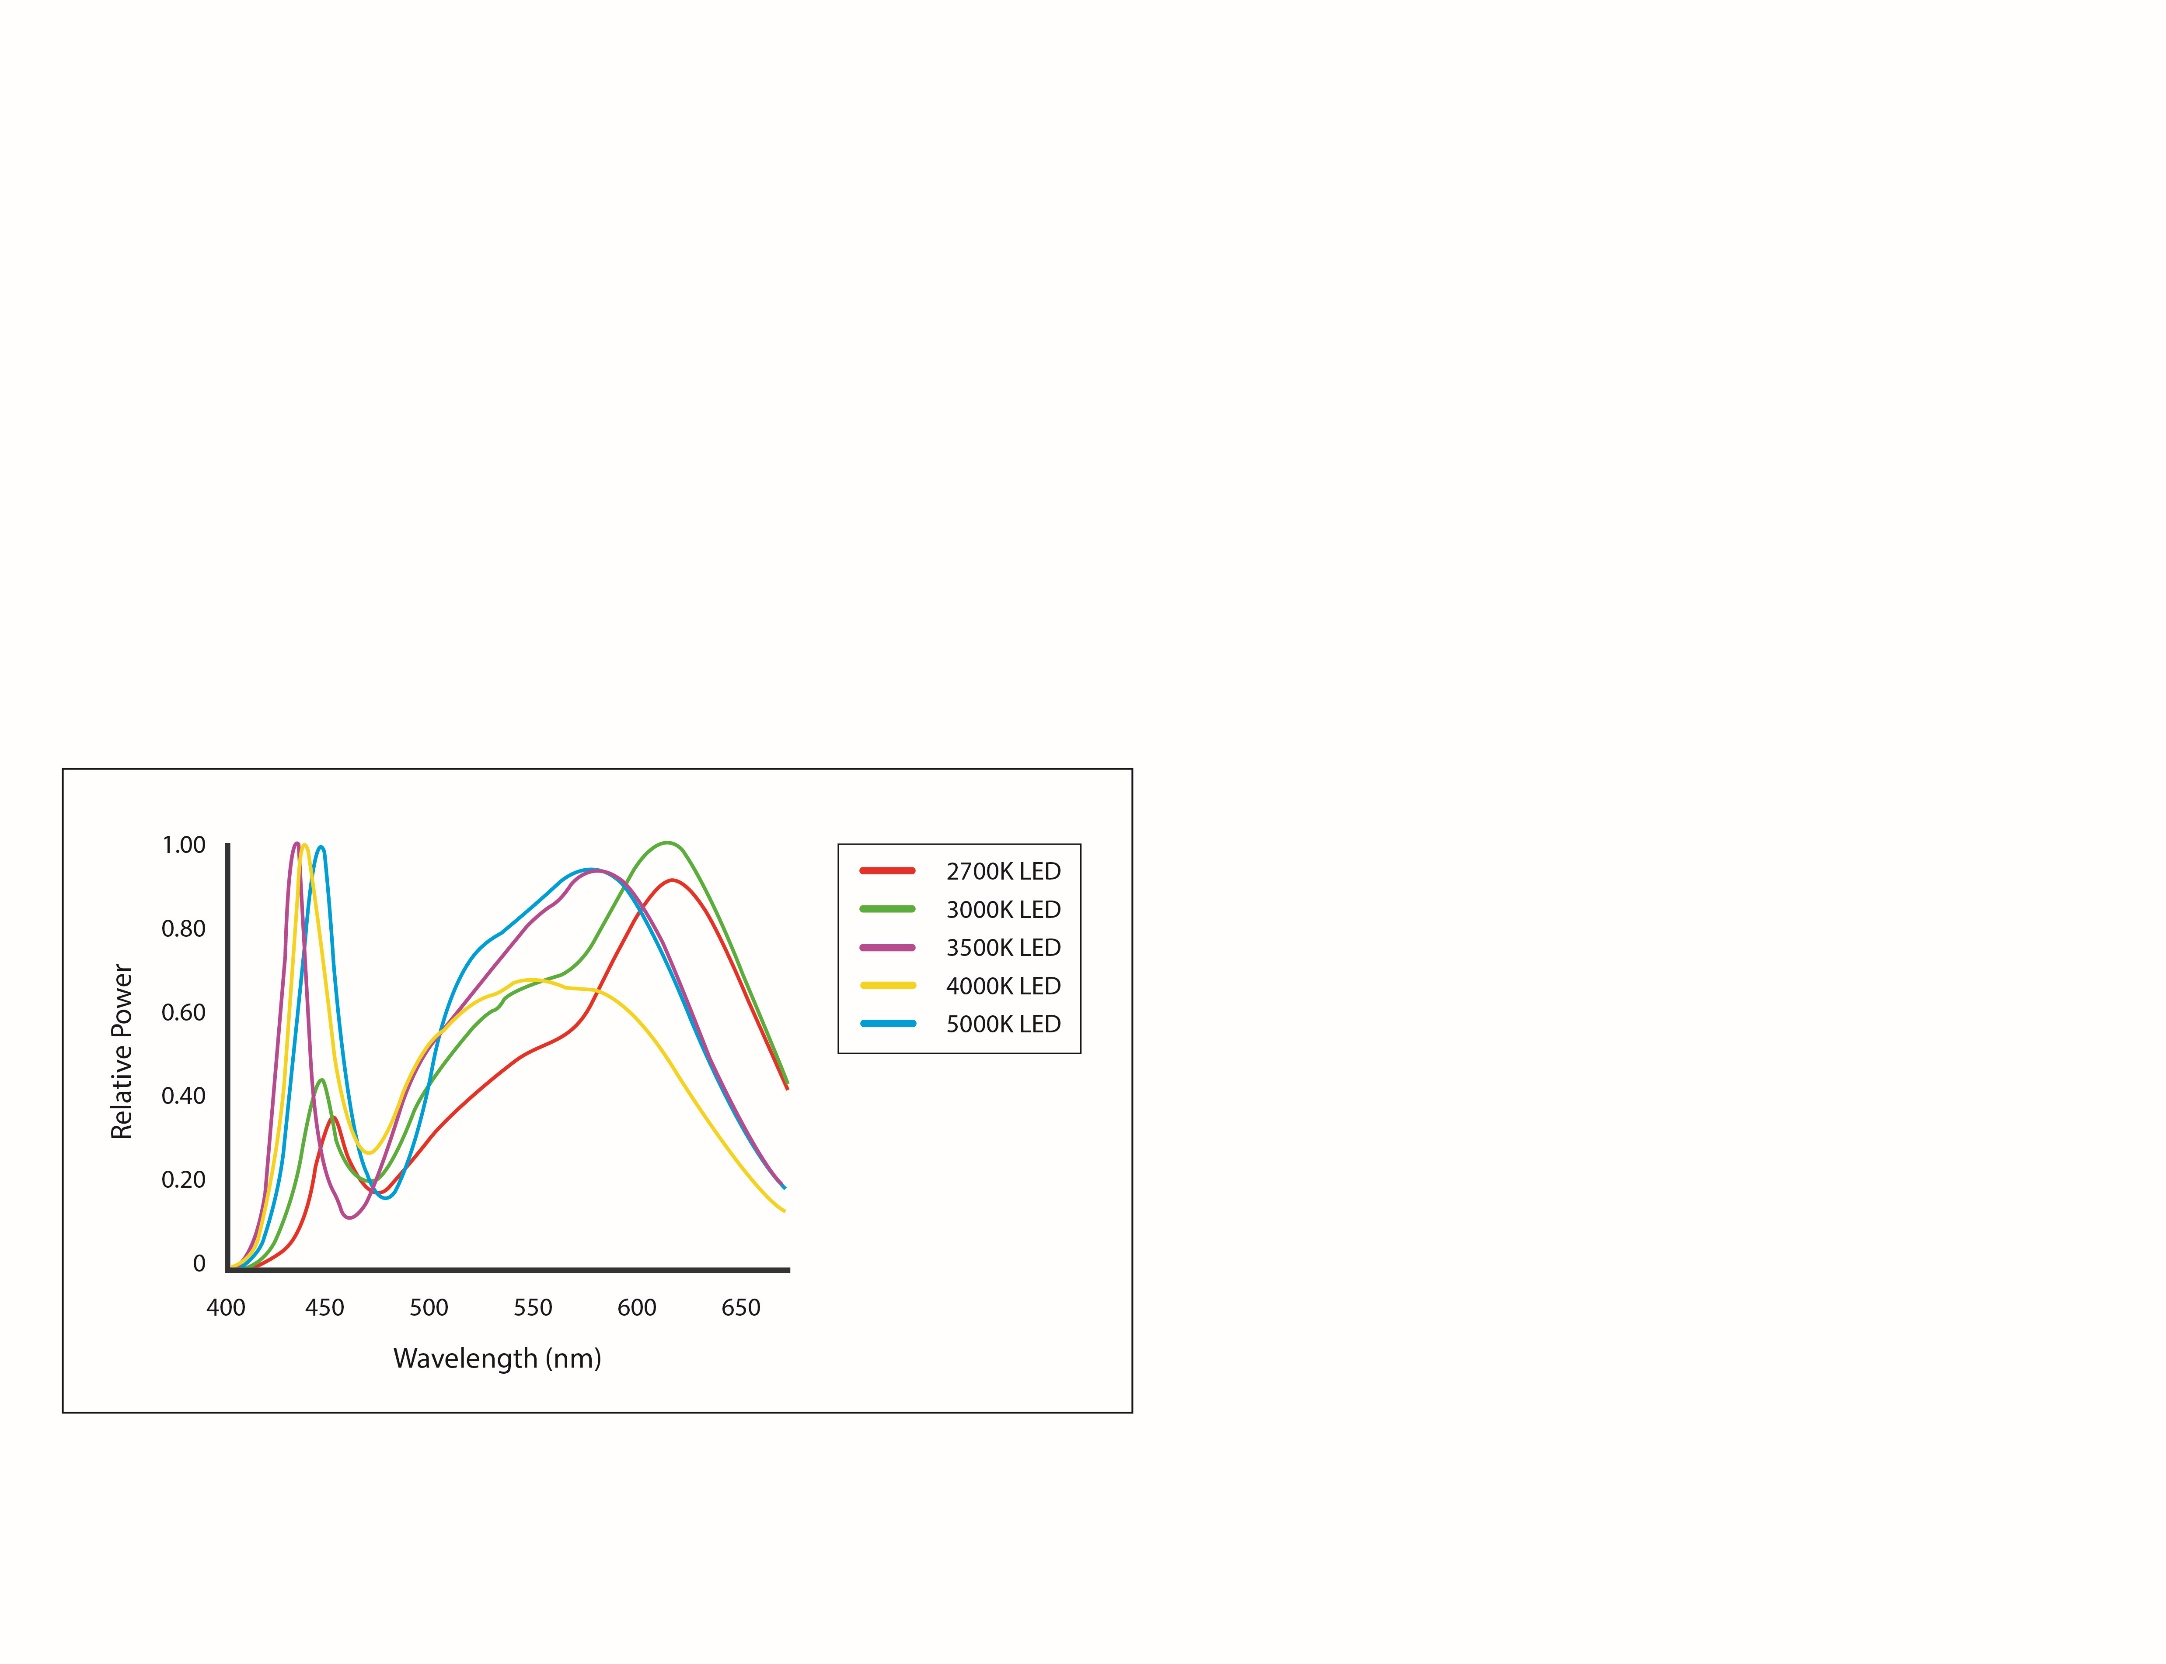 1.00
0.80
0.60
0.40
0.20
0
Relative Power
400 450 500 550 600 650
Wavelength (nm)
2700K LED
3000K LED
3500K LED
4000K LED
5000K LED